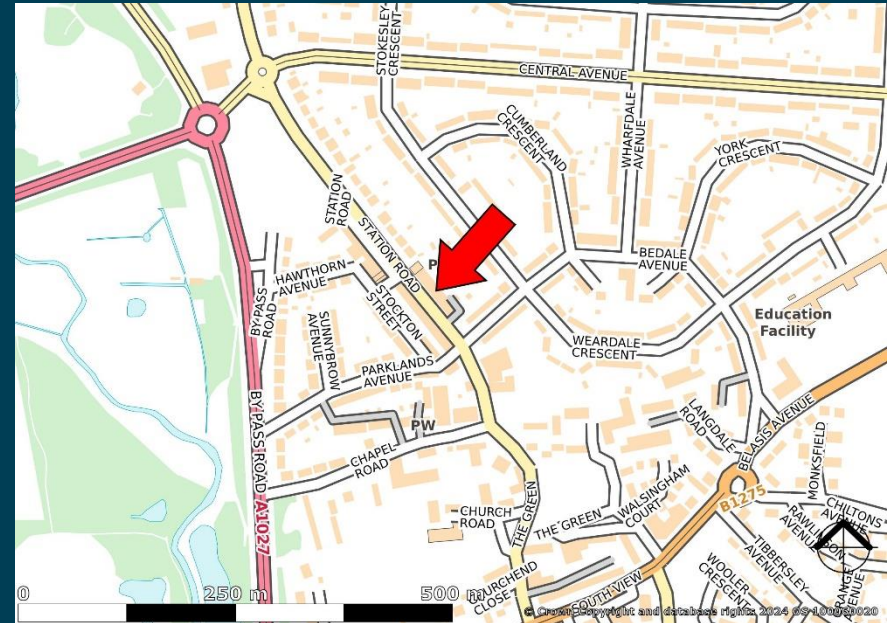 STOKESLEY
CRESCENT
CENTRAL AVENUE
CUMBERLAND
CRESCENT
WHARFDALE
AVENUE
YORK
CRESCENT
STATION
ROAD
STATION ROAD
P
BEDALE
AVENUE
HAWTHORN
AVENUE
BY-PASS
ROAD
STOCKTON
STREET
SUNNYBROW
AVENUE
Education
Facility
WEARDALE
CRESCENT
PARKLANDS
AVENUE
LANGDALE
ROAD
BY PASS ROAD
A1027
PW
CHAPEL
ROAD
BELASIS AVENUE
MONKSFIELD
B1275
CHURCH
ROAD
THE GREEN
THE GREEN
WALSINGHAM
COURT
CHILTONS
AVENUE
RAWLINSON
AVENUE
TIBBERSLEY
AVENUE
WOOLER
CRESCENT
CHURCHEND
CLOSE
SOUTH VIEW
0
250 m
500 m
© Crown Copyright and database rights 2024 OS